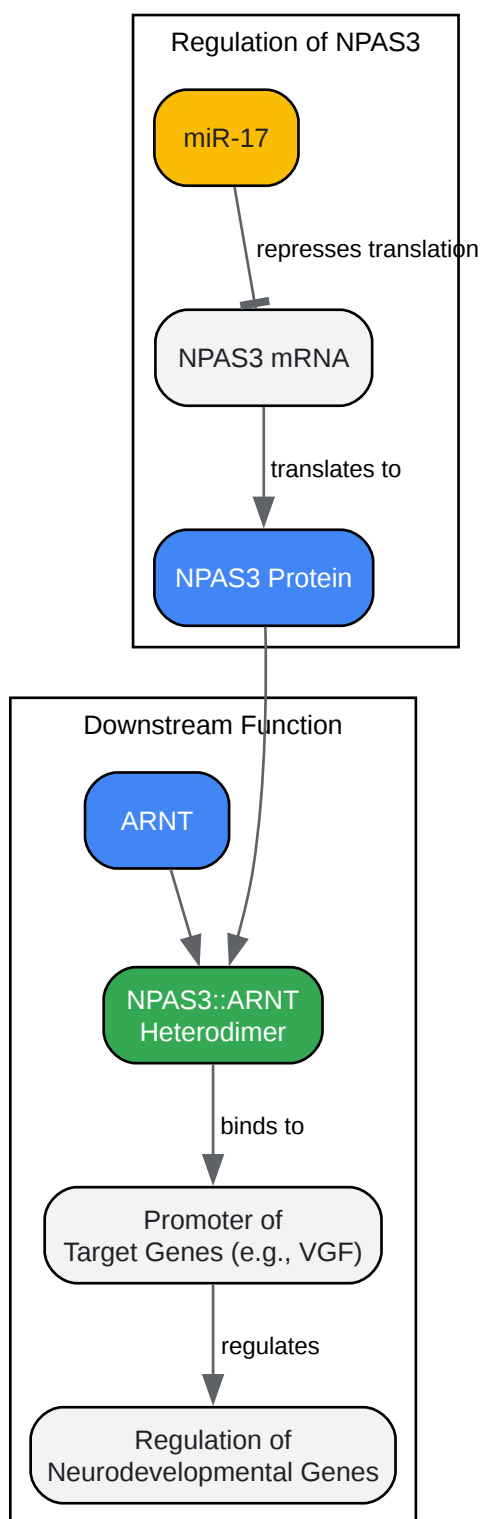 Regulation of NPAS3
miR-17
represses translation
NPAS3 mRNA
translates to
NPAS3 Protein
Downstream Function
ARNT
NPAS3::ARNT
Heterodimer
binds to
Promoter of
Target Genes (e.g., VGF)
regulates
Regulation of
Neurodevelopmental Genes